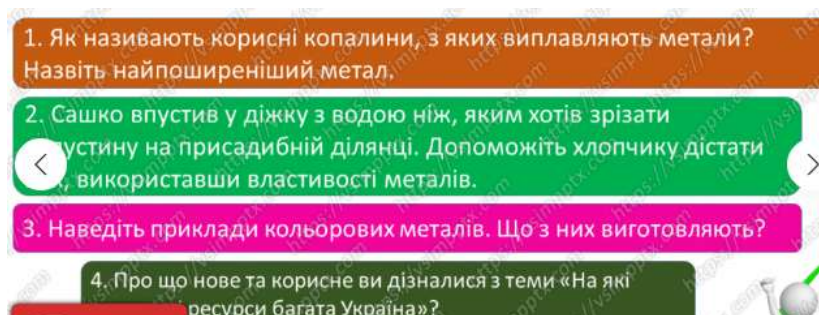 1. Як називають корисні копалини, з яких виплавляють метали?
Назвіть найпоширеніший метал.
2. Сашко впустив у діжку з водою ніж, яким хотів зрізати
на присадибній ділянці. Допоможіть хлопчику дістати
використавши властивості металів.
3. Наведіть приклади кольорових металів. Що з них виготовляють?
4. Про що нове та корисне ви дізналися з теми «На які
ресурси багата Україна»?